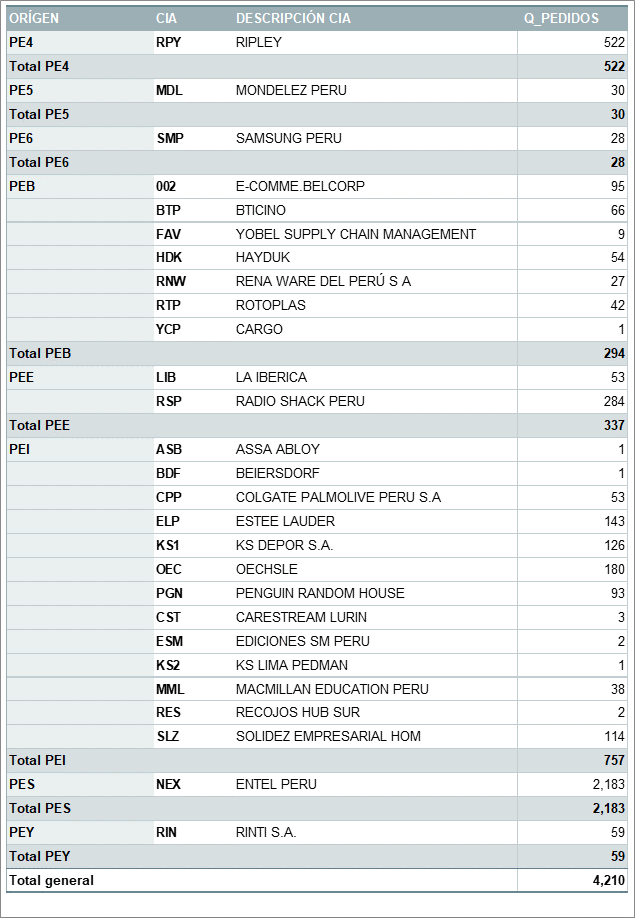 ORÍGEN CIA DESCRIPCIÓN CIA Q_PEDIDOS
PE4 RPY RIPLEY 522
Total PE4 522
PE5 MDL MONDELEZ PERU 30
Total PE5 30
PE6 SMP SAMSUNG PERU 28
Total PE6 28
PEB 002 E-COMME.BELCORP 95
BTP BTICINO 66
FAV YOBEL SUPPLY CHAIN MANAGEMENT 9
HDK HAYDUK 54
RNW RENA WARE DEL PERÚ S A 27
RTP ROTOPLAS 42
YCP CARGO 1
Total PEB 294
PEE LIB LA IBERICA 53
RSP RADIO SHACK PERU 284
Total PEE 337
PEI ASB ASSA ABLOY 1
BDF BEIERSDORF 1
CPP COLGATE PALMOLIVE PERU S.A 53
ELP ESTEE LAUDER 143
KS1 KS DEPOR S.A. 126
OEC OECHSLE 180
PGN PENGUIN RANDOM HOUSE 93
CST CARESTREAM LURIN 3
ESM EDICIONES SM PERU 2
KS2 KS LIMA PEDMAN 1
MML MACMILLAN EDUCATION PERU 38
RES RECOJOS HUB SUR 2
SLZ SOLIDEZ EMPRESARIAL HOM 114
Total PEI 757
PES NEX ENTEL PERU 2,183
Total PES 2,183
PEY RIN RINTI S.A. 59
Total PEY 59
Total general 4,210